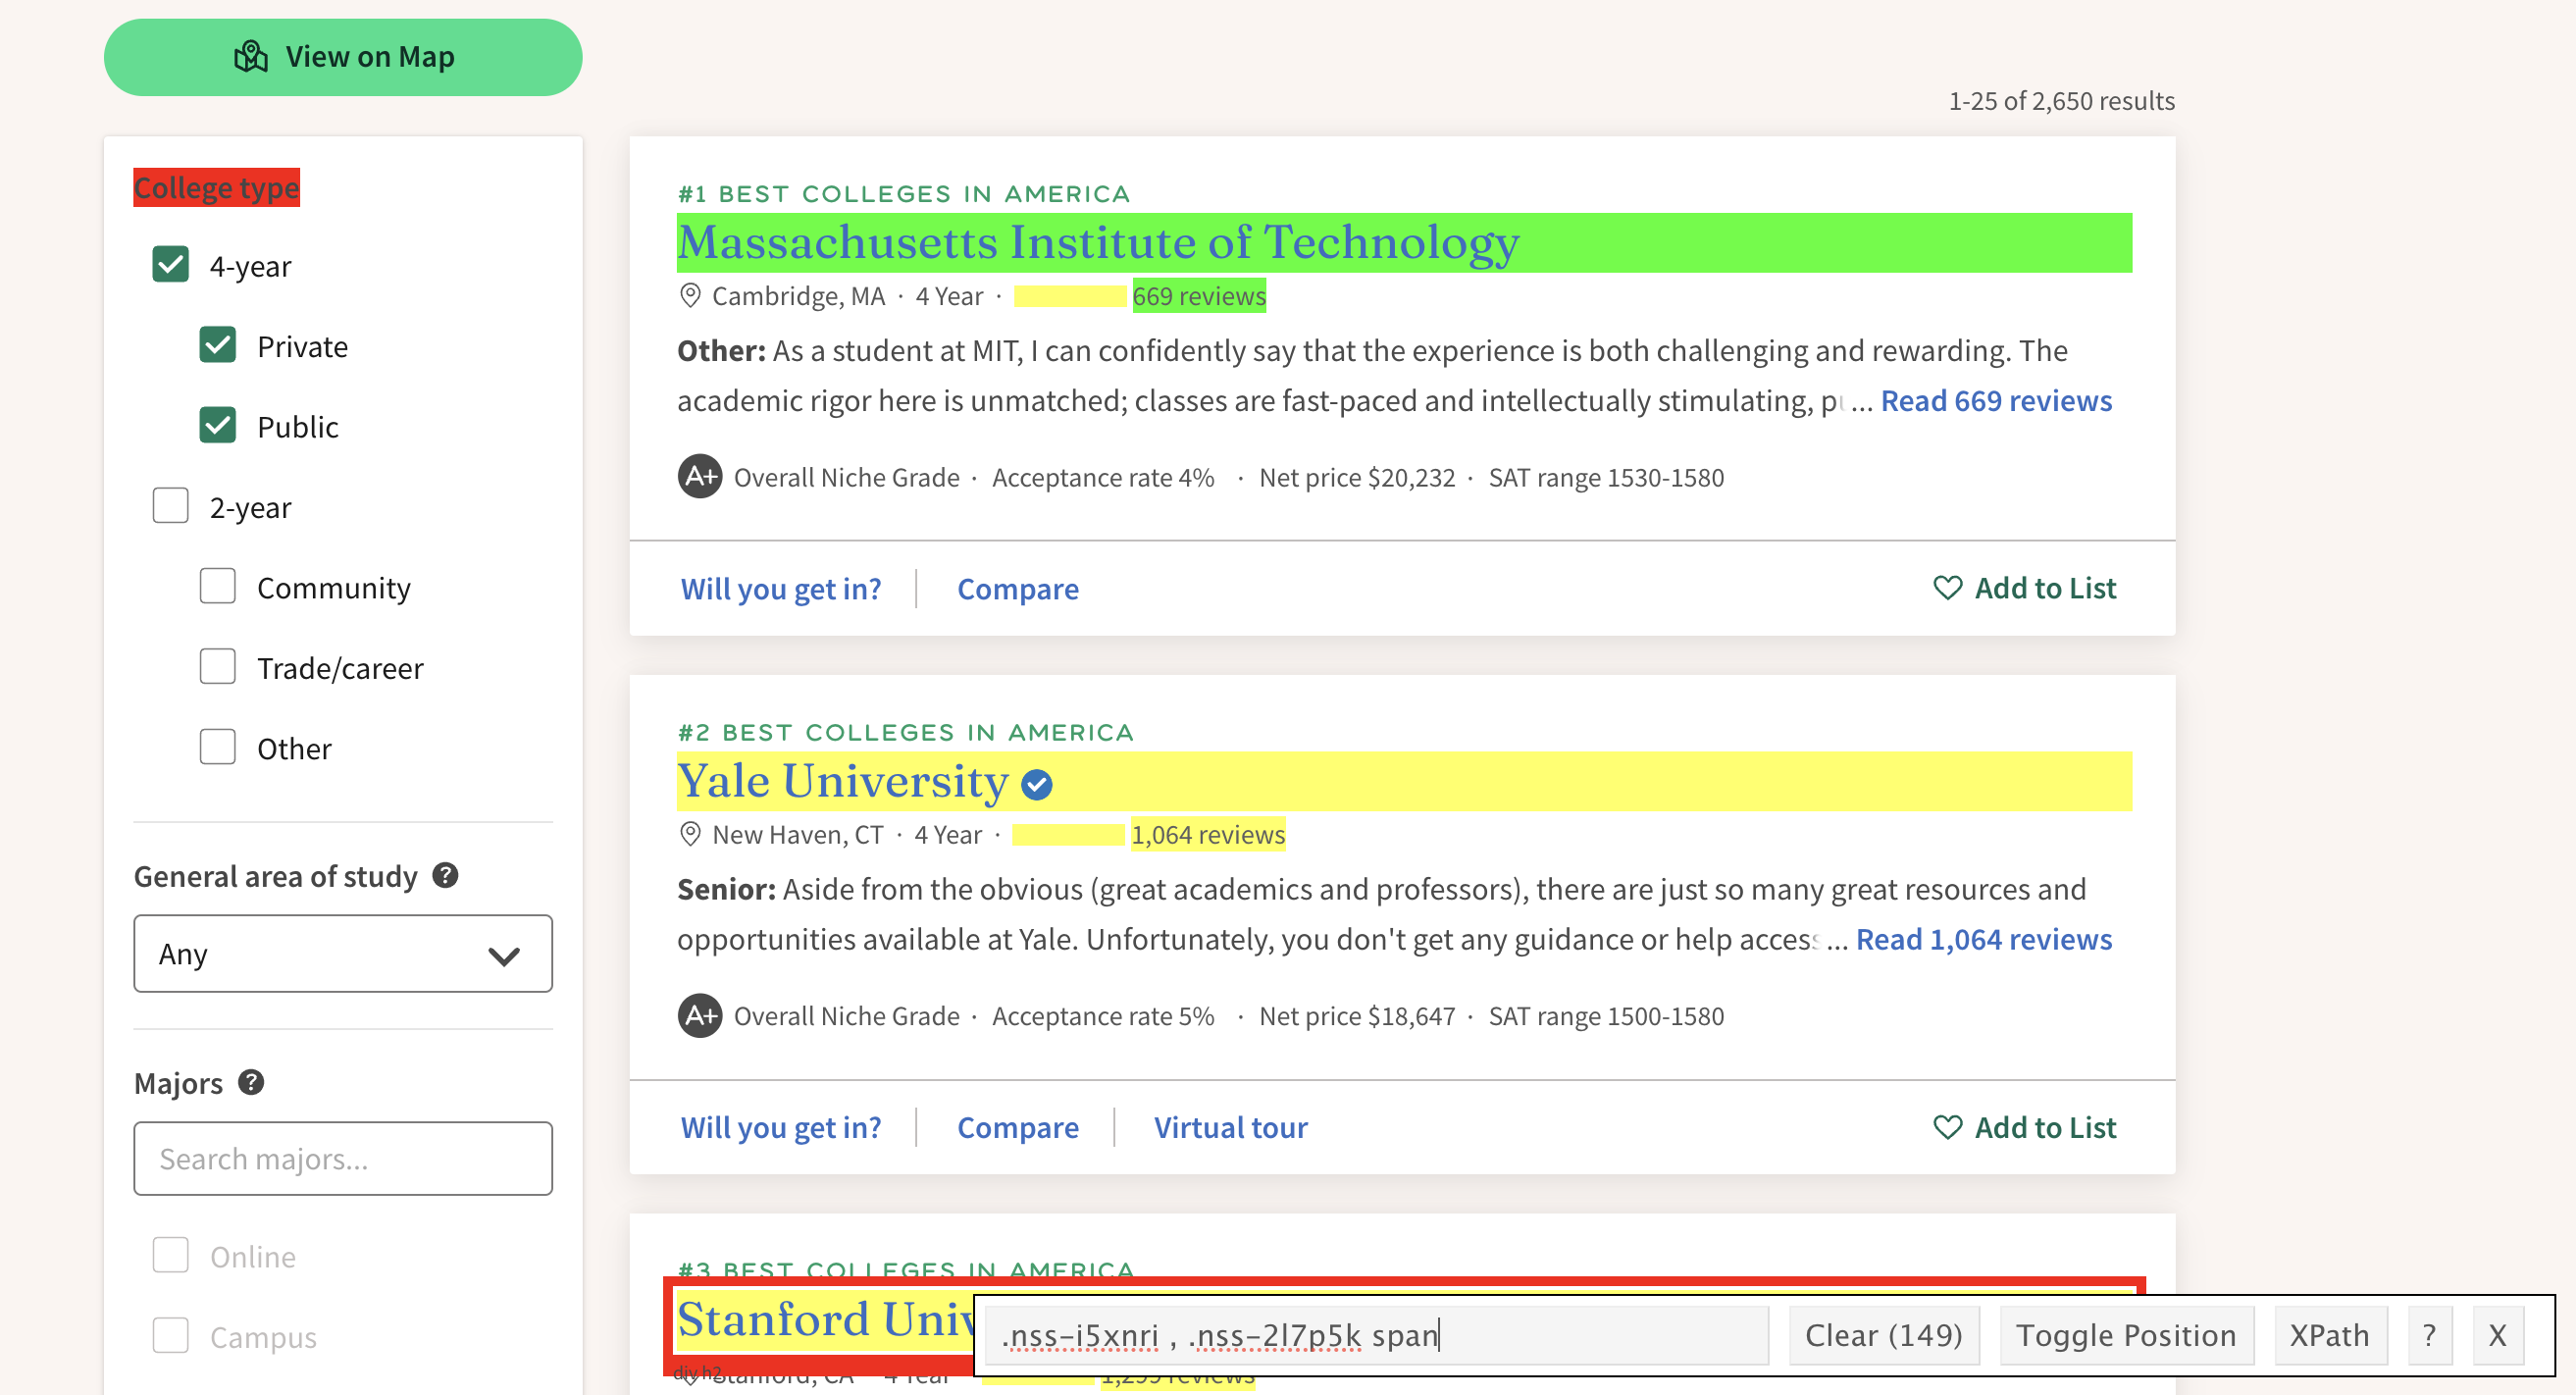 View on Map
1-25 of 2,650 results
College type
4-year
Private
Public
2-year
Community
Trade/career
Other
General area of study ?
Any
Majors ?
Search majors...
Online
Campus
#1 BEST COLLEGES IN AMERICA
Massachusetts Institute of Technology
Cambridge, MA · 4 Year · 669 reviews
Other: As a student at MIT, I can confidently say that the experience is both challenging and rewarding. The
academic rigor here is unmatched; classes are fast-paced and intellectually stimulating, pu... Read 669 reviews
A+ Overall Niche Grade · Acceptance rate 4% · Net price $20,232 · SAT range 1530-1580
Will you get in? Compare Add to List
#2 BEST COLLEGES IN AMERICA
Yale University
New Haven, CT · 4 Year · 1,064 reviews
Senior: Aside from the obvious (great academics and professors), there are just so many great resources and
opportunities available at Yale. Unfortunately, you don't get any guidance or help access... Read 1,064 reviews
A+ Overall Niche Grade · Acceptance rate 5% · Net price $18,647 · SAT range 1500-1580
Will you get in? Compare Virtual tour Add to List
#3 BEST COLLEGES IN AMERICA
Stanford Univ
div h2
Stanford, CA · 4 Year 1,299 reviews
.nss-i5xnri , .nss-2l7p5k span Clear (149) Toggle Position XPath ? X